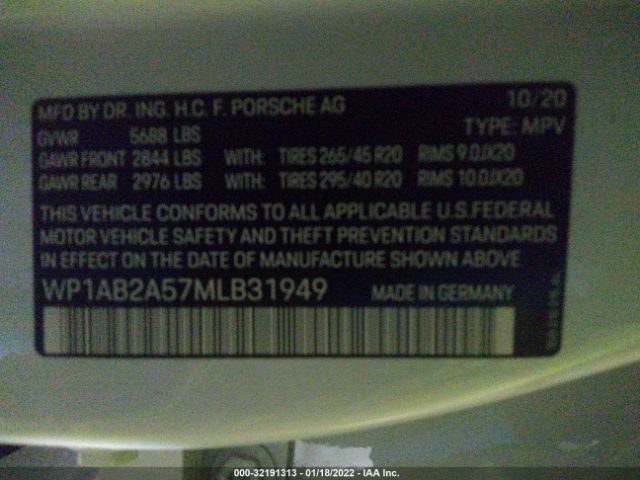 MFD BY DR. ING. H.C. F. PORSCHE AG 10/20
GVWR 5688 LBS TYPE: MPV
GAWR FRONT 2844 LBS WITH: TIRES 265/45 R20 RIMS 9.0JX20
GAWR REAR 2976 LBS WITH: TIRES 295/40 R20 RIMS 10.0JX20
THIS VEHICLE CONFORMS TO ALL APPLICABLE U.S.FEDERAL
MOTOR VEHICLE SAFETY AND THEFT PREVENTION STANDARDS
IN EFFECT ON THE DATE OF MANUFACTURE SHOWN ABOVE.
WP1AB2A57MLB31949 MADE IN GERMANY
000-32191313 - 01/18/2022 - IAA Inc.